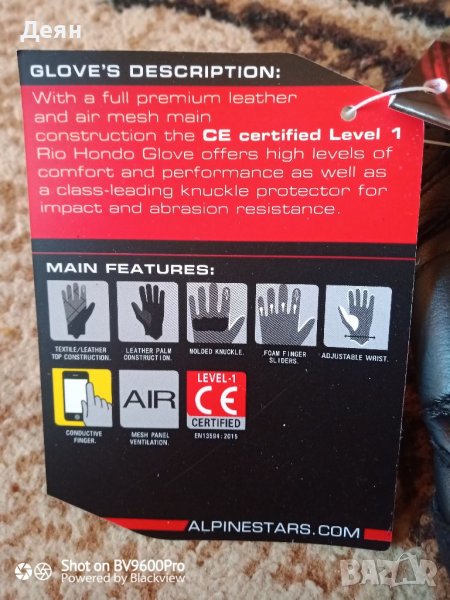 Деян
GLOVE'S DESCRIPTION:
With a full premium leather
and air mesh main
construction the CE certified Level 1
Rio Hondo Glove offers high levels of
comfort and performance as well as
a class-leading knuckle protector for
impact and abrasion resistance.
MAIN FEATURES:
TEXTILE/LEATHER
TOP CONSTRUCTION.
LEATHER PALM
CONSTRUCTION.
MOLDED KNUCKLE.
FOAM FINGER
SLIDERS.
ADJUSTABLE WRIST.
CONDUCTIVE
FINGER.
AIR
MESH PANEL
VENTILATION.
LEVEL-1
CE
CERTIFIED
EN13594:2015
ALPINESTARS.COM
Shot on BV9600Pro
Powered by Blackview
BAZAR